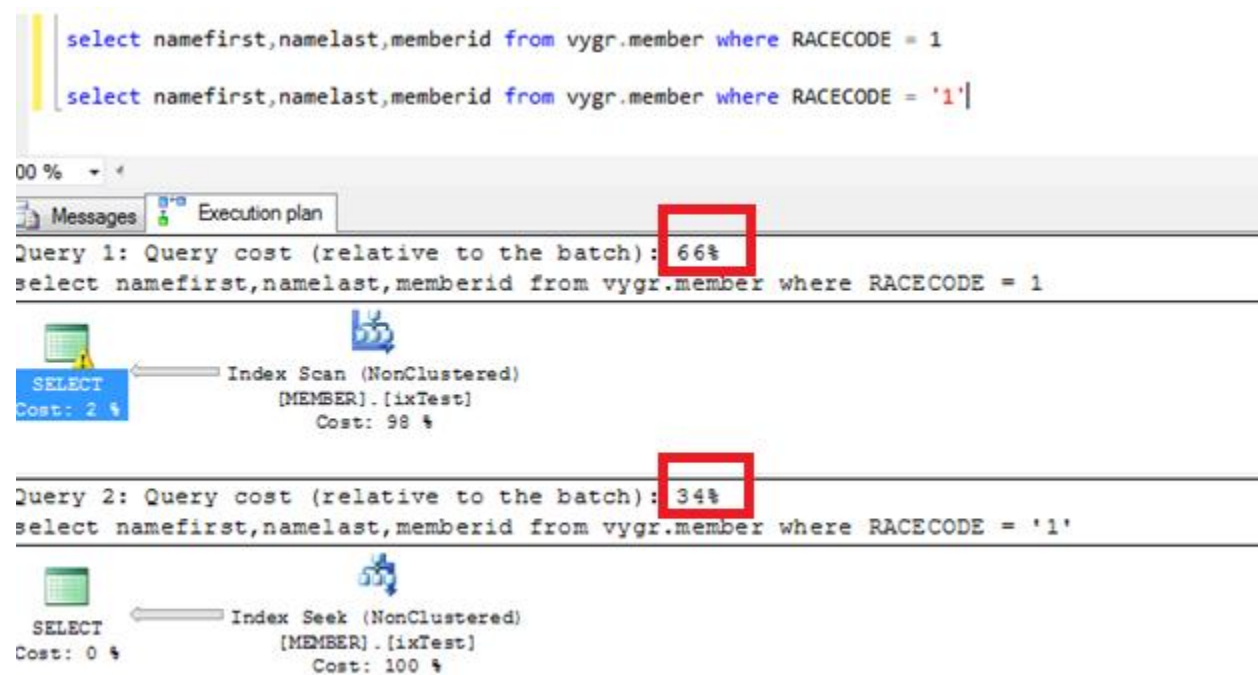 select namefirst,namelast,memberid from vygr.member where RACECODE = 1
select namefirst,namelast,memberid from vygr.member where RACECODE = '1'
00 %
Messages
Execution plan
Query 1: Query cost (relative to the batch): 66%
select namefirst,namelast,memberid from vygr.member where RACECODE = 1
SELECT
Cost: 2 %
Index Scan (NonClustered)
[MEMBER].[ixTest]
Cost: 98 %
Query 2: Query cost (relative to the batch): 34%
select namefirst,namelast,memberid from vygr.member where RACECODE = '1'
SELECT
Cost: 0 %
Index Seek (NonClustered)
[MEMBER].[ixTest]
Cost: 100 %